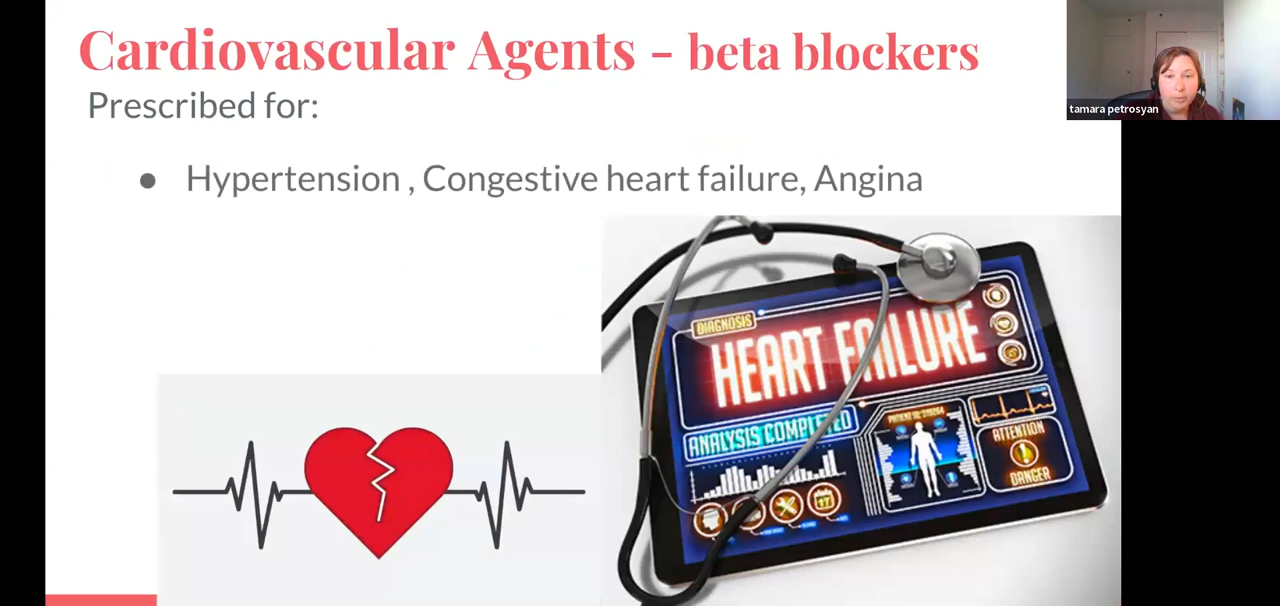 Cardiovascular Agents - beta blockers
tamara petrosyan
Prescribed for:
● Hypertension , Congestive heart failure, Angina
DIAGNOSIS
HEART FAILURE
ANALYSIS COMPLETED
ATTENTION
DANGER
17